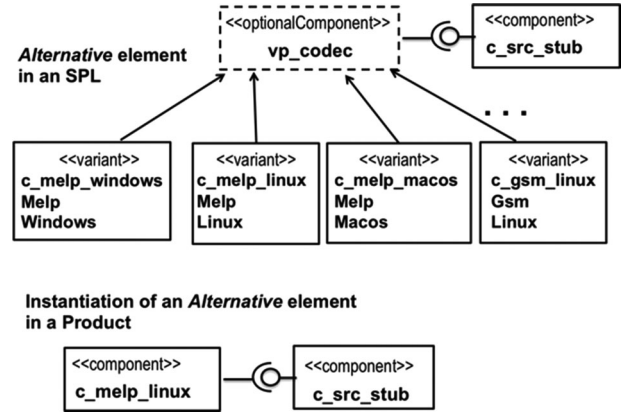 <<optionalComponent>>
vp_codec
<<component>>
c_src_stub
Alternative element
in an SPL
. . .
<<variant>>
c_melp_windows
Melp
Windows
<<variant>>
c_melp_linux
Melp
Linux
<<variant>>
c_melp_macos
Melp
Macos
<<variant>>
c_gsm_linux
Gsm
Linux
Instantiation of an Alternative element
in a Product
<<component>>
c_melp_linux
<<component>>
c_src_stub